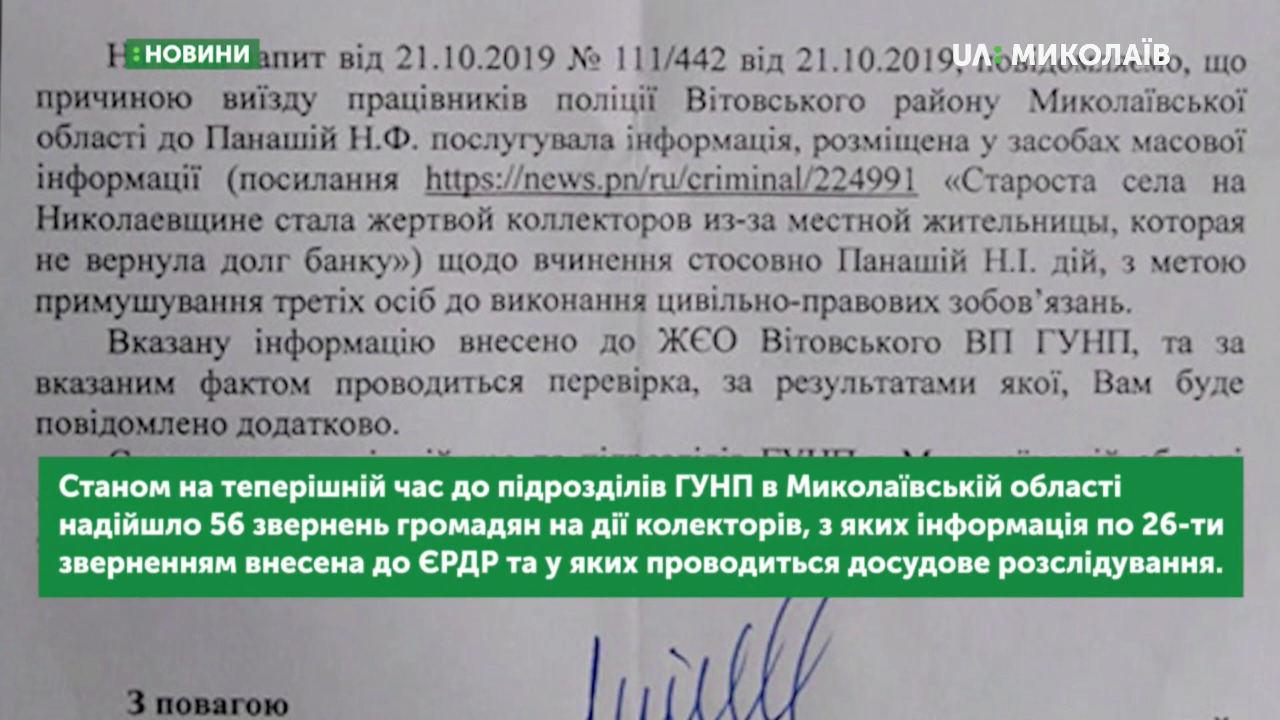 НОВИНИ
UA: МИКОЛАЇВ
апит від 21.10.2019 № 111/442 від 21.10.2019, повідомляємо, що
причиною виїзду працівників поліції Вітовського району Миколаївської
області до Панашій Н.Ф. послугувала інформація, розміщена у засобах масової
інформації (посилання https://news.pn/ru/criminal/224991 «Староста села на
Николаевщине стала жертвой коллекторов из-за местной жительницы, которая
не вернула долг банку») щодо вчинення стосовно Панашій Н.І. дій, з метою
примушування третіх осіб до виконання цивільно-правових зобов’язань.
Вказану інформацію внесено до ЖЄО Вітовського ВП ГУНП, та за
вказаним фактом проводиться перевірка, за результатами якої, Вам буде
повідомлено додатково.
Станом на теперішній час до підрозділів ГУНП в Миколаївській області
надійшло 56 звернень громадян на дії колекторів, з яких інформація по 26-ти
зверненням внесена до ЄРДР та у яких проводиться досудове розслідування.
З повагою